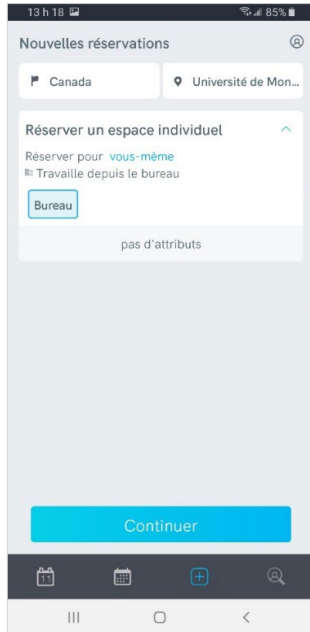 13 h 18
85%
Nouvelles réservations
Canada
Université de Mon...
Réserver un espace individuel
Réserver pour vous-même
Travaille depuis le bureau
Bureau
pas d'attributs
Continuer
11